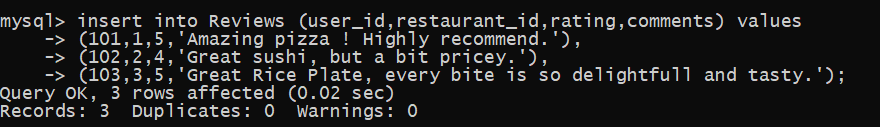 mysql> insert into Reviews (user_id,restaurant_id,rating,comments) values
    -> (101,1,5,'Amazing pizza ! Highly recommend.'),
    -> (102,2,4,'Great sushi, but a bit pricey.'),
    -> (103,3,5,'Great Rice Plate, every bite is so delightfull and tasty.');
Query OK, 3 rows affected (0.02 sec)
Records: 3  Duplicates: 0  Warnings: 0